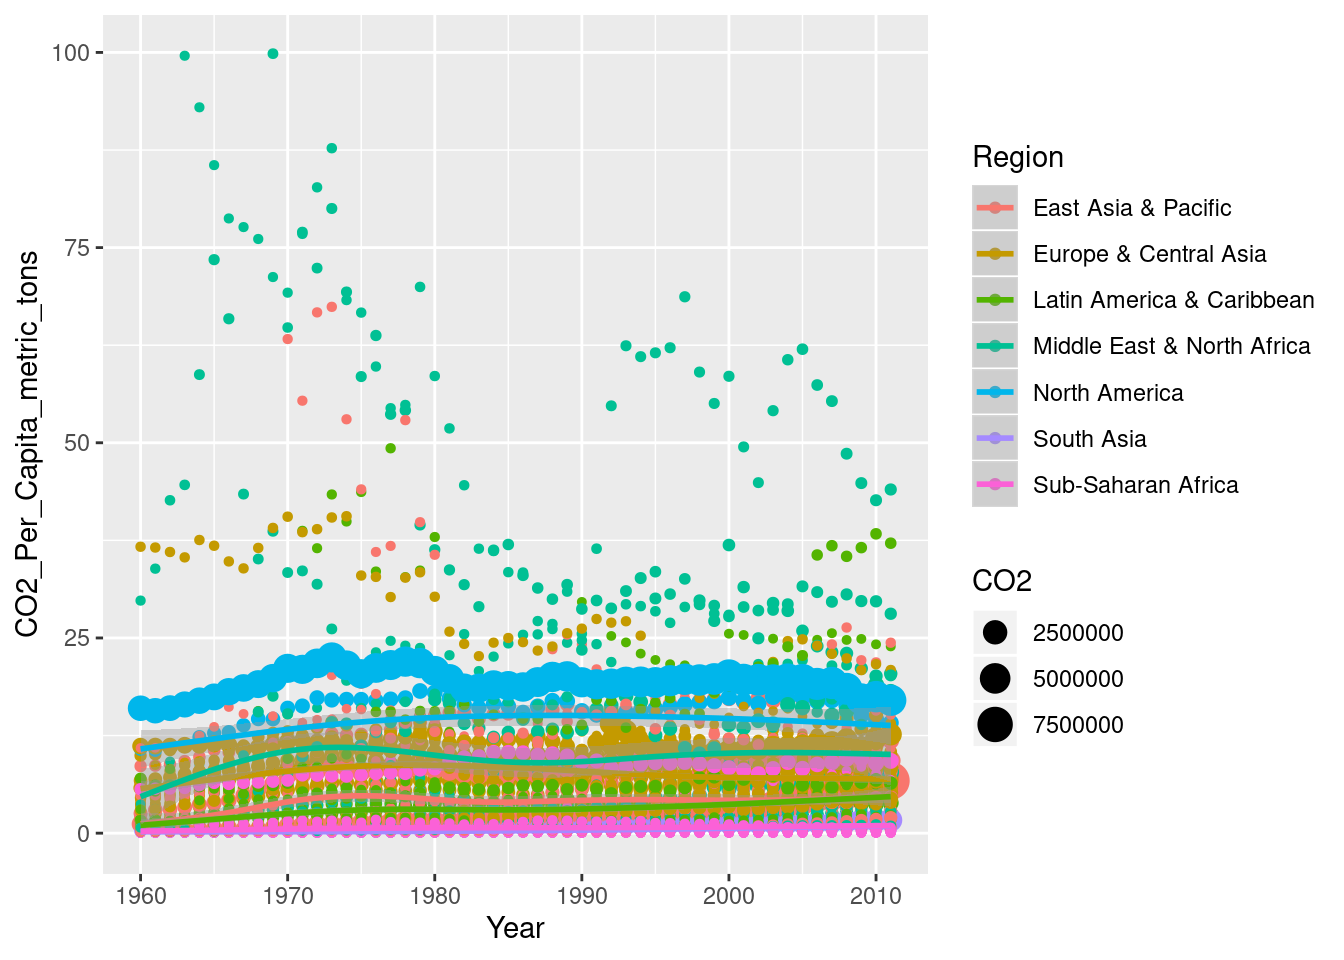 CO2_Per_Capita_metric_tons
100
75
50
25
0
1960 1970 1980 1990 2000 2010
Year
Region
East Asia & Pacific
Europe & Central Asia
Latin America & Caribbean
Middle East & North Africa
North America
South Asia
Sub-Saharan Africa
CO2
2500000
5000000
7500000